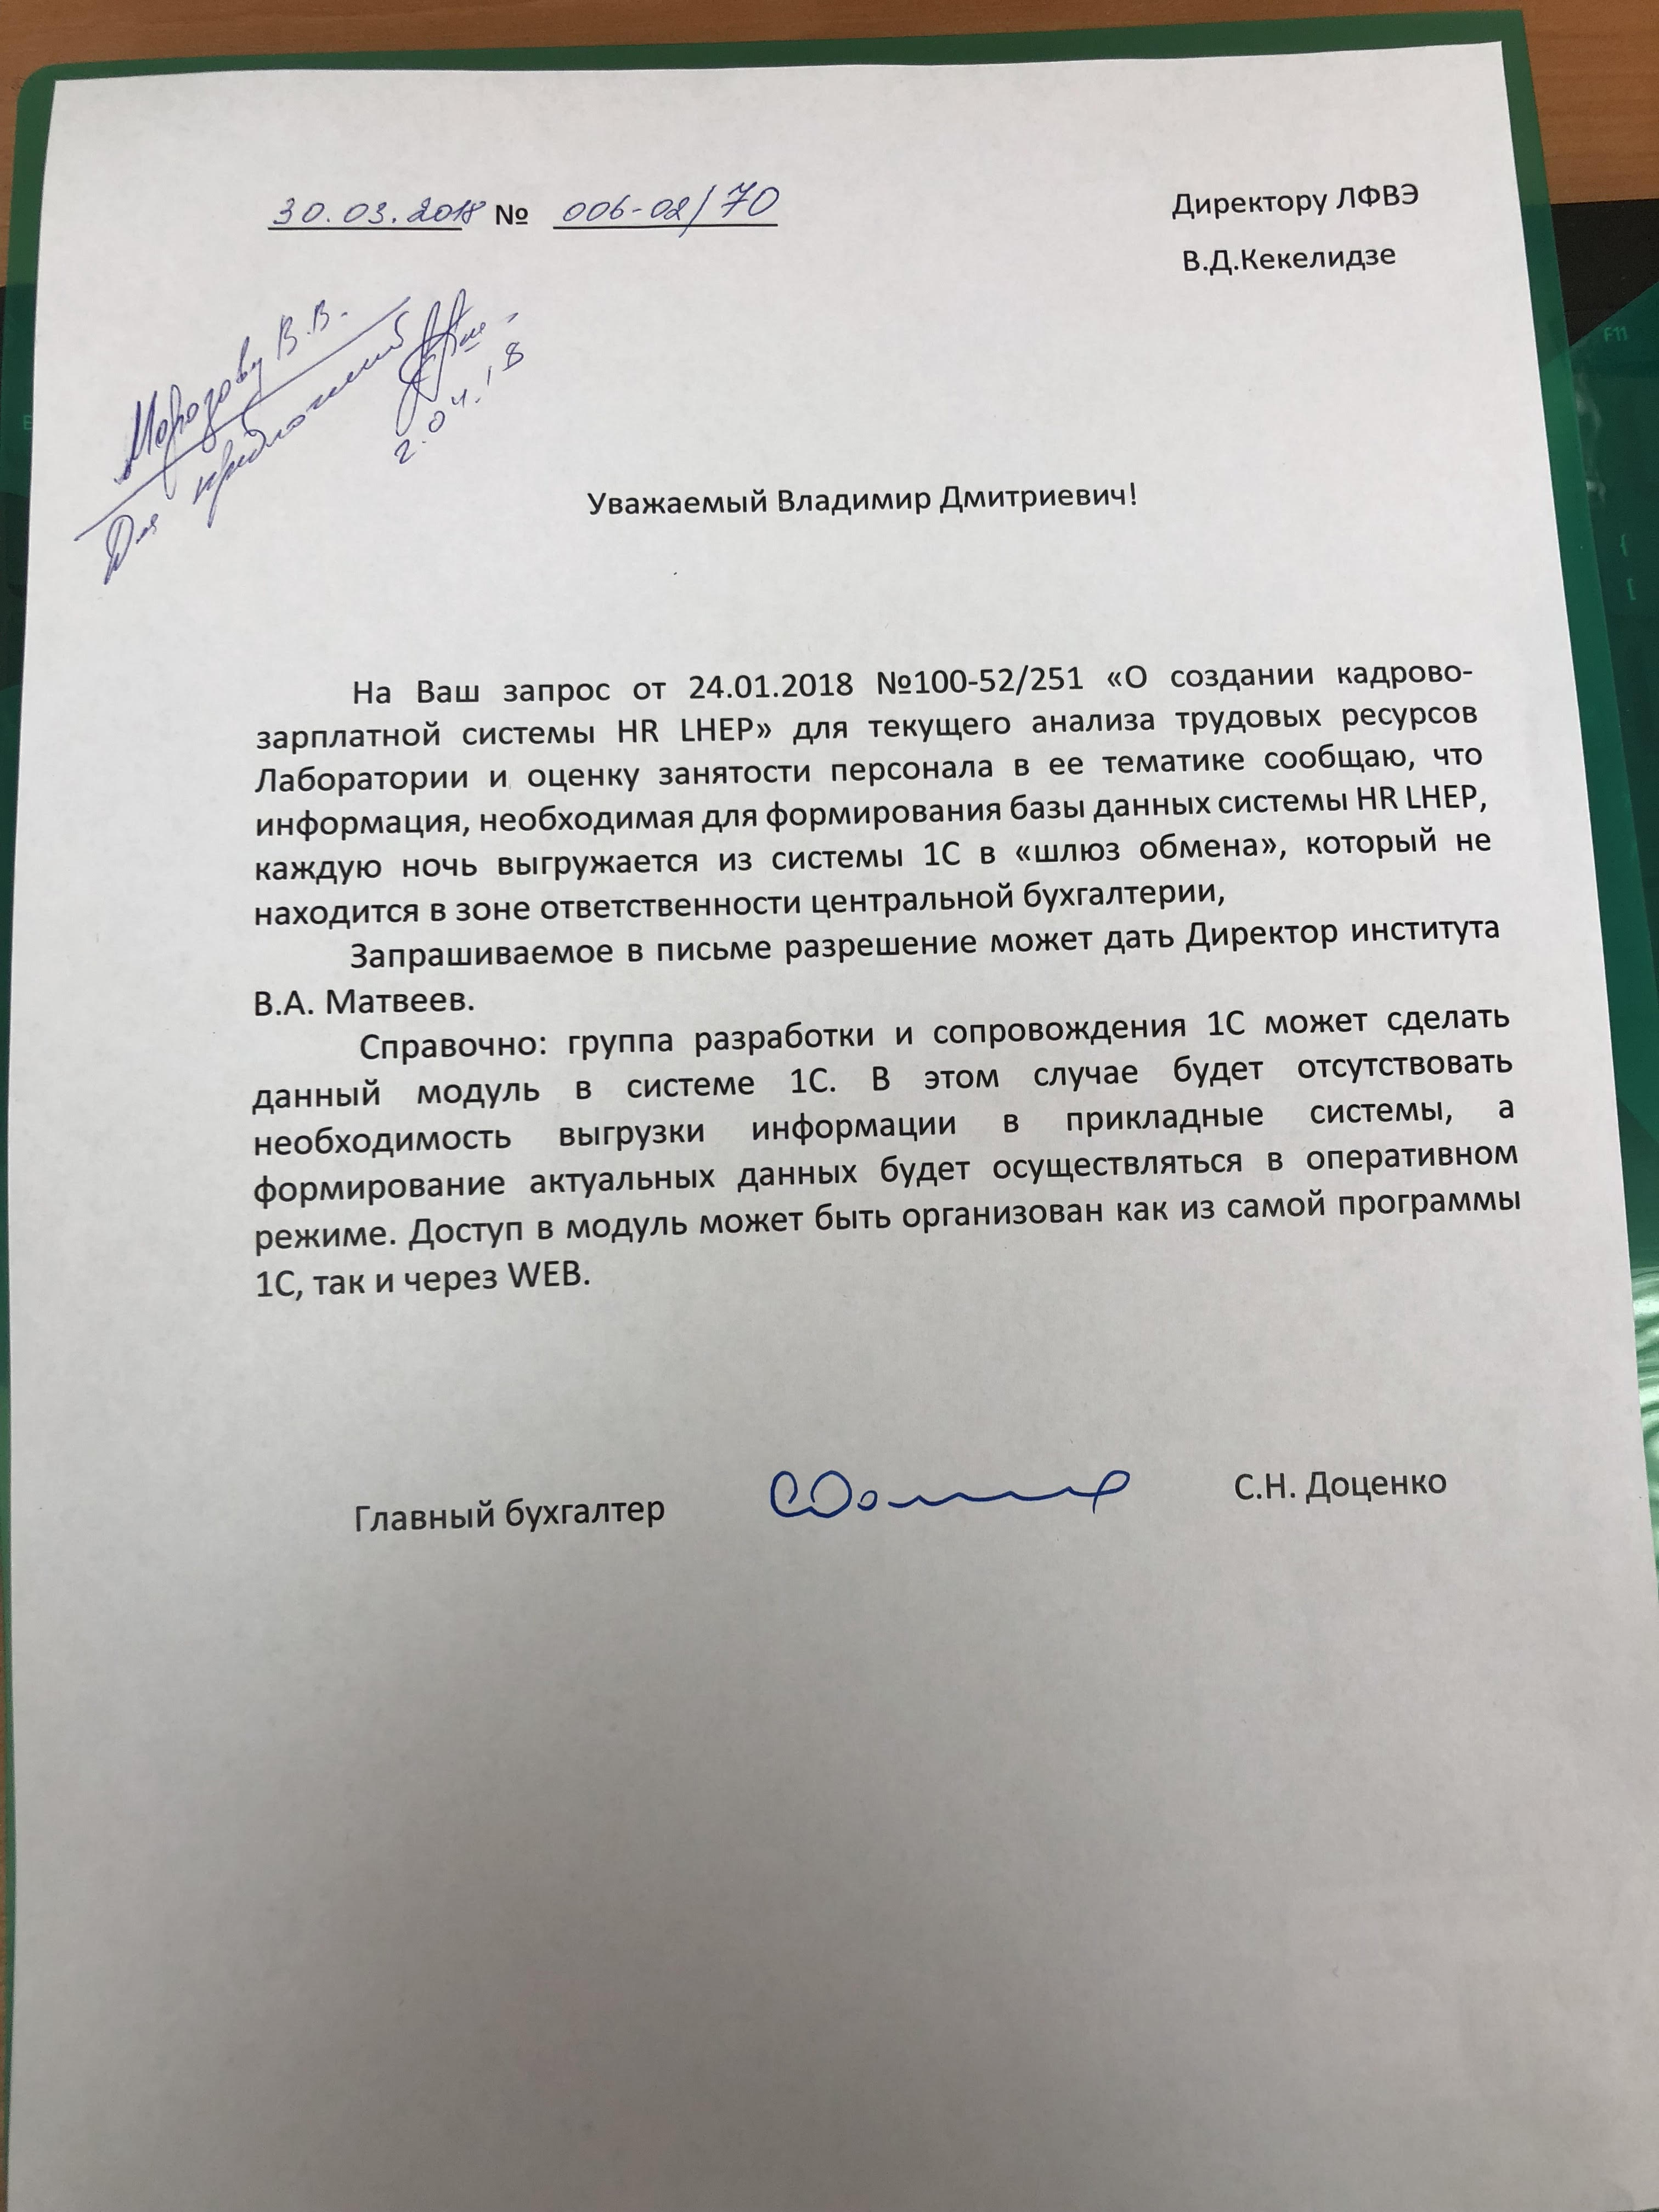 30.03.2018 № 006-02/70
Директору ЛФВЭ
В.Д.Кекелидзе
Морозову В.В.
Для предложений
2.04.18
Уважаемый Владимир Дмитриевич!
На Ваш запрос от 24.01.2018 №100-52/251 «О создании кадрово-
зарплатной системы HR LHEP» для текущего анализа трудовых ресурсов
Лаборатории и оценку занятости персонала в ее тематике сообщаю, что
информация, необходимая для формирования базы данных системы HR LHEP,
каждую ночь выгружается из системы 1С в «шлюз обмена», который не
находится в зоне ответственности центральной бухгалтерии,
Запрашиваемое в письме разрешение может дать Директор института
В.А. Матвеев.
Справочно: группа разработки и сопровождения 1С может сделать
данный модуль в системе 1С. В этом случае будет отсутствовать
необходимость выгрузки информации в прикладные системы, а
формирование актуальных данных будет осуществляться в оперативном
режиме. Доступ в модуль может быть организован как из самой программы
1С, так и через WEB.
Главный бухгалтер С.Н. Доценко
F11
{
[